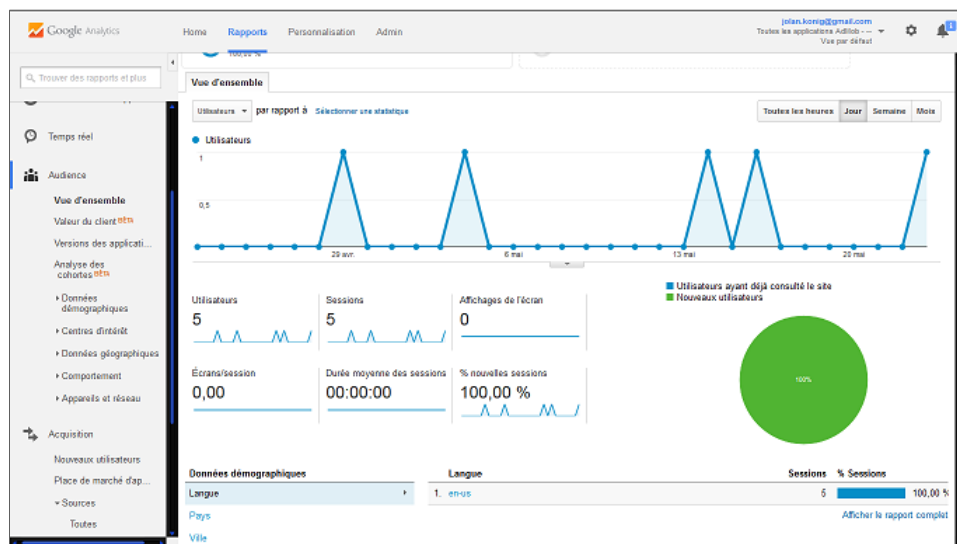 Google Analytics
Home Rapports Personnalisation Admin
jolan.konig@gmail.com
Toutes les applications AdMob - --
Vue par défaut
1
100,00 %
Trouver des rapports et plus
Temps réel
Audience
Vue d'ensemble
Valeur du client BÊTA
Versions des applicati...
Analyse des
cohortes BÊTA
Données
démographiques
Centres d'intérêt
Données géographiques
Comportement
Appareils et réseau
Acquisition
Nouveaux utilisateurs
Place de marché d'ap...
Sources
Toutes
Vue d'ensemble
Utilisateurs par rapport à Sélectionner une statistique
Toutes les heures Jour Semaine Mois
Utilisateurs
1
0,5
29 avr. 6 mai 13 mai 20 mai
Utilisateurs ayant déjà consulté le site
Nouveaux utilisateurs
100%
Utilisateurs Sessions Affichages de l'écran
5 5 0
Écrans/session Durée moyenne des sessions % nouvelles sessions
0,00 00:00:00 100,00 %
Données démographiques Langue Sessions % Sessions
Langue 1. en-us 5 100,00 %
Pays Afficher le rapport complet
Ville